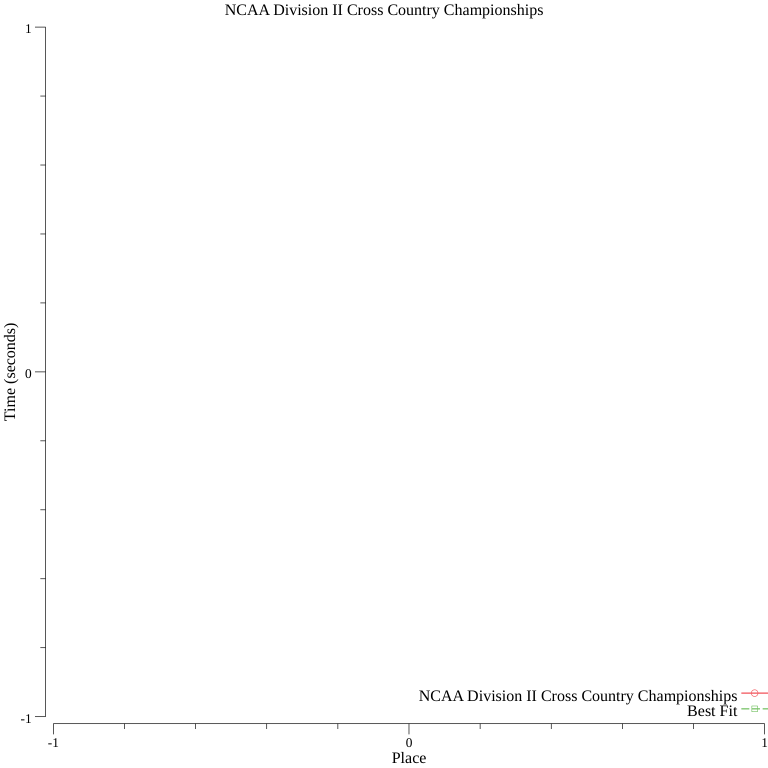 NCAA Division II Cross Country Championships
1
Time (seconds)
0
NCAA Division II Cross Country Championships
Best Fit
-1
-1
0
1
Place